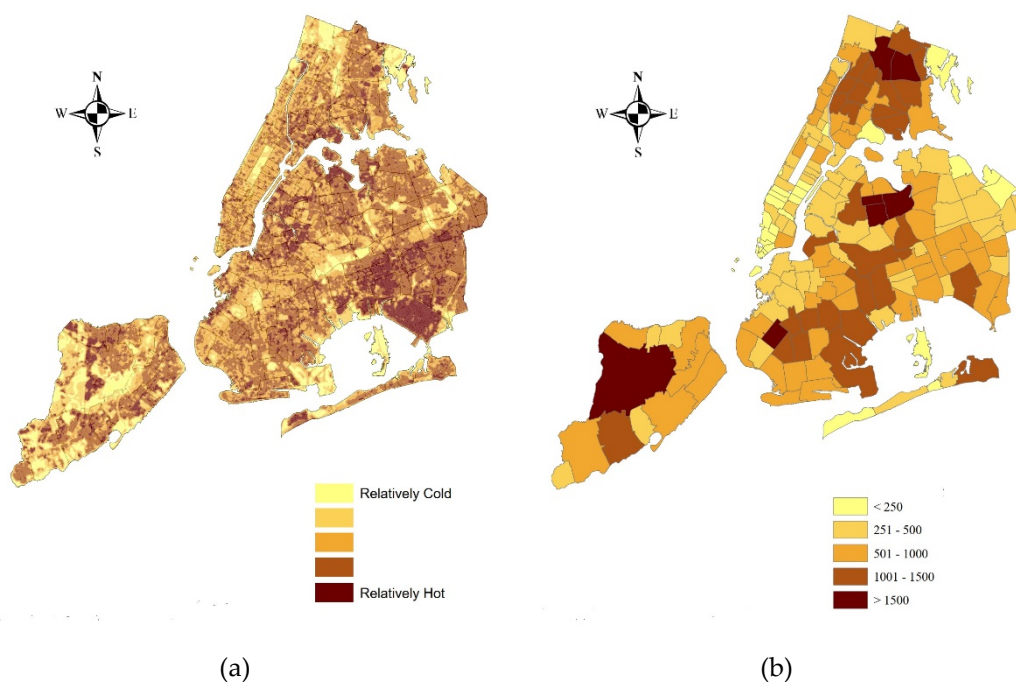 N
W E
S
Relatively Cold
Relatively Hot
(a)
N
W E
S
< 250
251 - 500
501 - 1000
1001 - 1500
> 1500
(b)